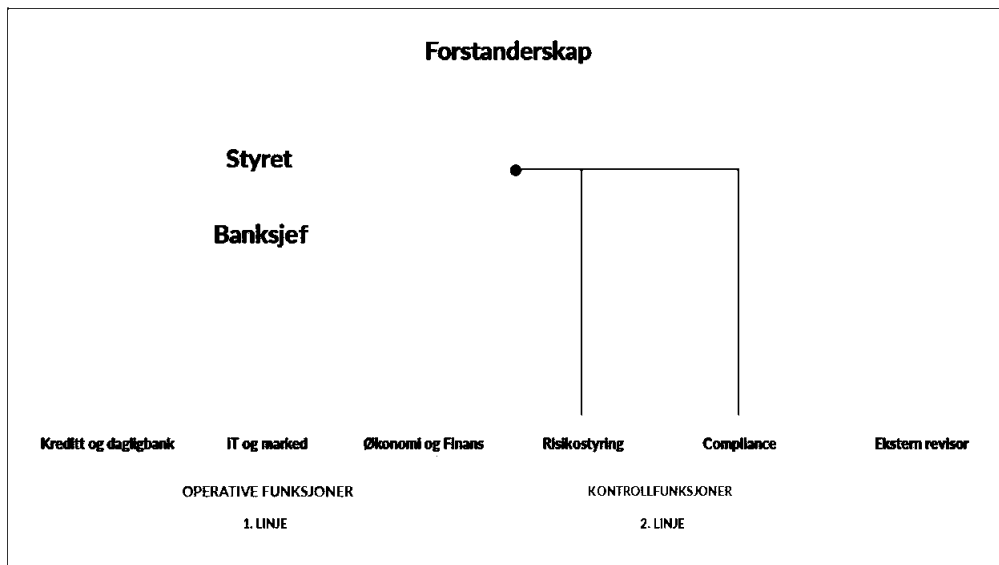 Forstanderskap
Styret
Banksjef
Kreditt og dagligbank
IT og marked
Økonomi og Finans
Risikostyring
Compliance
Ekstern revisor
OPERATIVE FUNKSJONER
KONTROLLFUNKSJONER
1. LINJE
2. LINJE